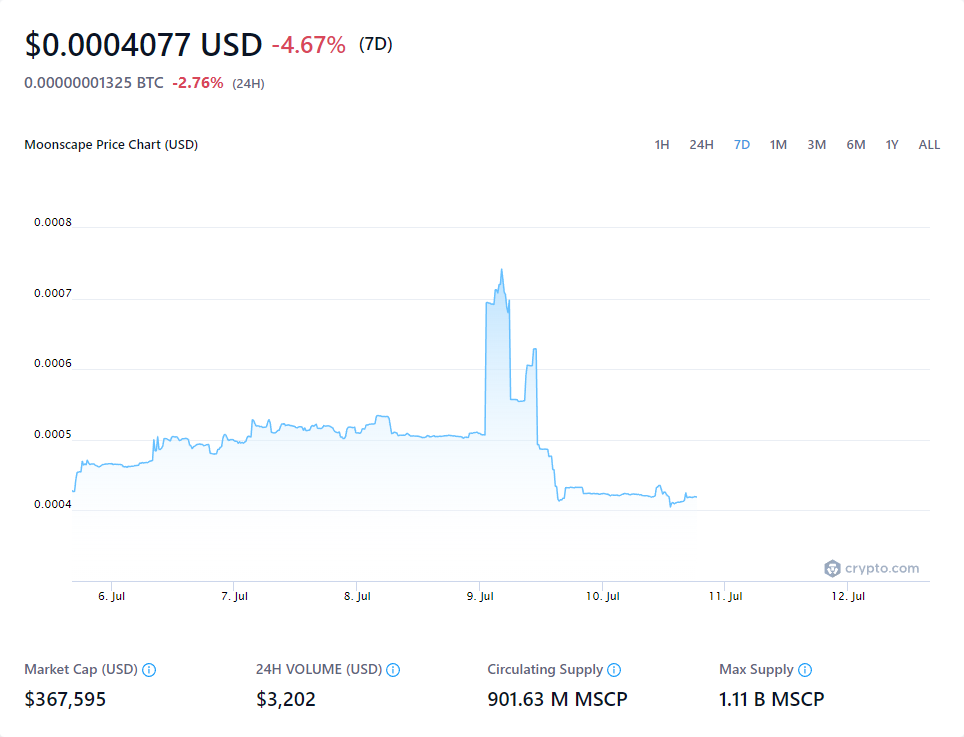 $0.0004077 USD -4.67% (7D)
0.00000001325 BTC -2.76% (24H)
Moonscape Price Chart (USD) 1H 24H 7D 1M 3M 6M 1Y ALL
0.0008
0.0007
0.0006
0.0005
0.0004
crypto.com
6. Jul 7. Jul 8. Jul 9. Jul 10. Jul 11. Jul 12. Jul
Market Cap (USD) 24H VOLUME (USD) Circulating Supply Max Supply
$367,595 $3,202 901.63 M MSCP 1.11 B MSCP